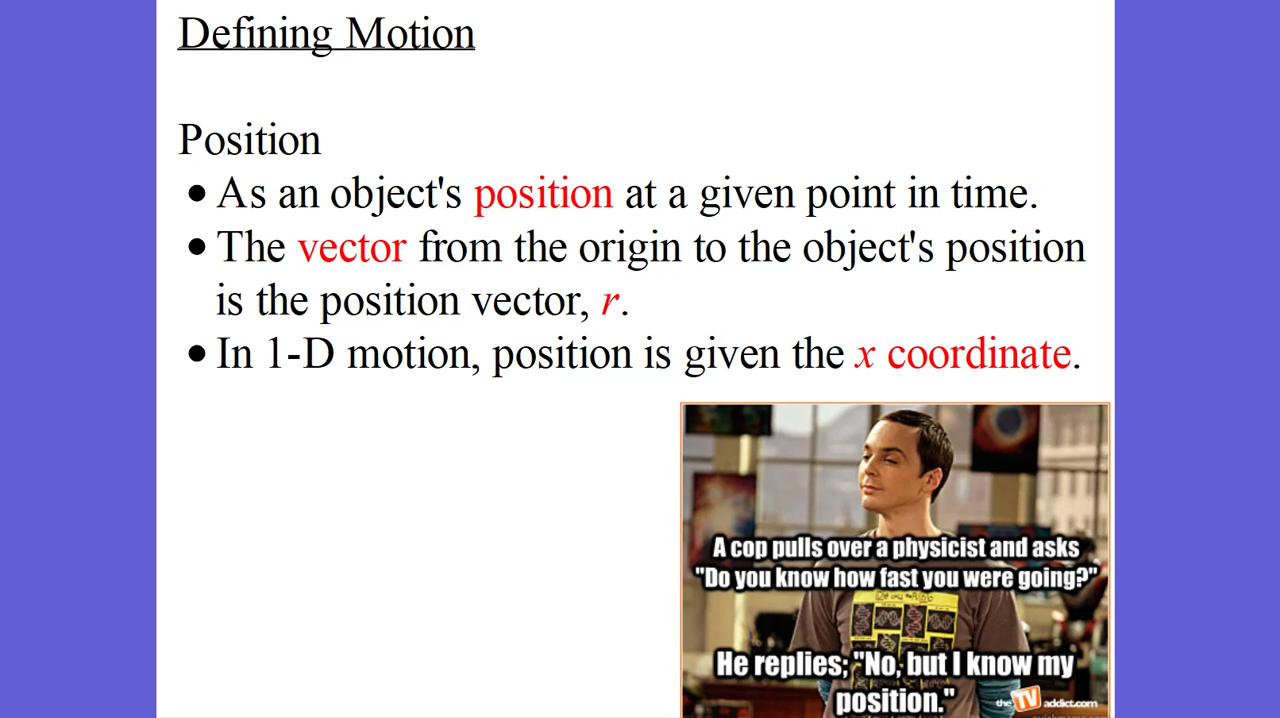 Defining Motion
Position
• As an object's position at a given point in time.
• The vector from the origin to the object's position
is the position vector, r.
• In 1-D motion, position is given the x coordinate.
A cop pulls over a physicist and asks
"Do you know how fast you were going?"
He replies; "No, but I know my
position."
the TV addict.com